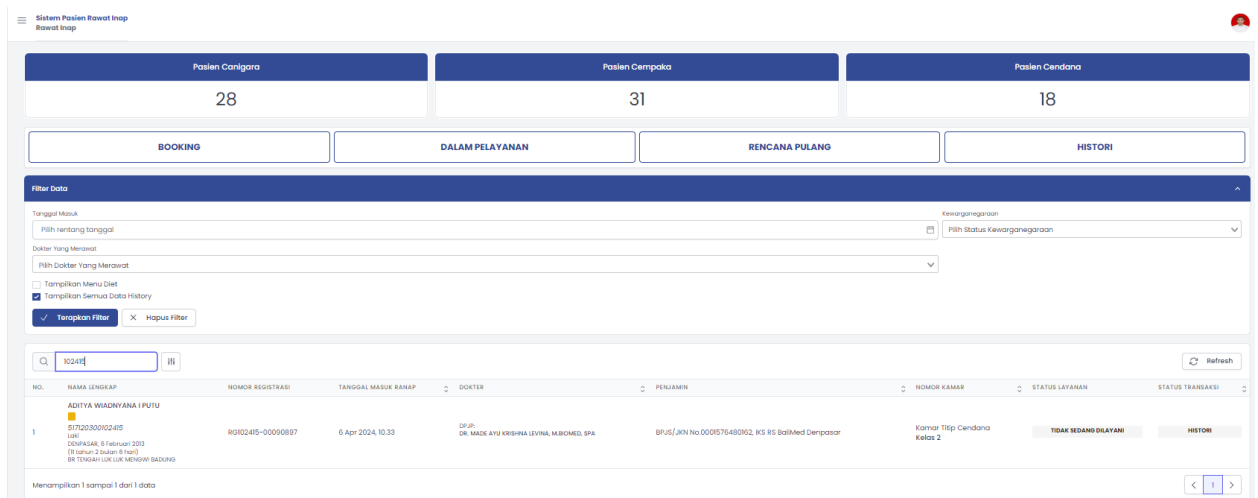 Sistem Pasien Rawat Inap
Rawat Inap
Pasien Canigara
Pasien Cempaka
Pasien Cendana
28
31
18
BOOKING
DALAM PELAYANAN
RENCANA PULANG
HISTORI
Filter Data
Tanggal Masuk
Kewarganegaraan
Pilih rentang tanggal
Pilih Status Kewarganegaraan
Dokter Yang Merawat
Pilih Dokter Yang Merawat
Tampilkan Menu Diet
Tampilkan Semua Data History
Terapkan Filter
Hapus Filter
102415
Refresh
NO. NAMA LENGKAP NOMOR REGISTRASI TANGGAL MASUK RANAP DOKTER PENJAMIN NOMOR KAMAR STATUS LAYANAN STATUS TRANSAKSI
ADITYA WIADNYANA I PUTU
517120300102415
1
Laki
DENPASAR, 6 Februari 2013
(11 tahun 2 bulan 6 hari)
BR TENGAH LUK LUK MENGWI BADUNG
RG102415-00090897
6 Apr 2024, 10.33
DPJP:
DR. MADE AYU KRISHNA LEVINA, M.BIOMED, SPA
BPJS/JKN No.0001576480162, IKS RS BaliMed Denpasar
Kamar Titip Cendana
Kelas 2
TIDAK SEDANG DILAYANI
HISTORI
Menampilkan 1 sampai 1 dari 1 data
1